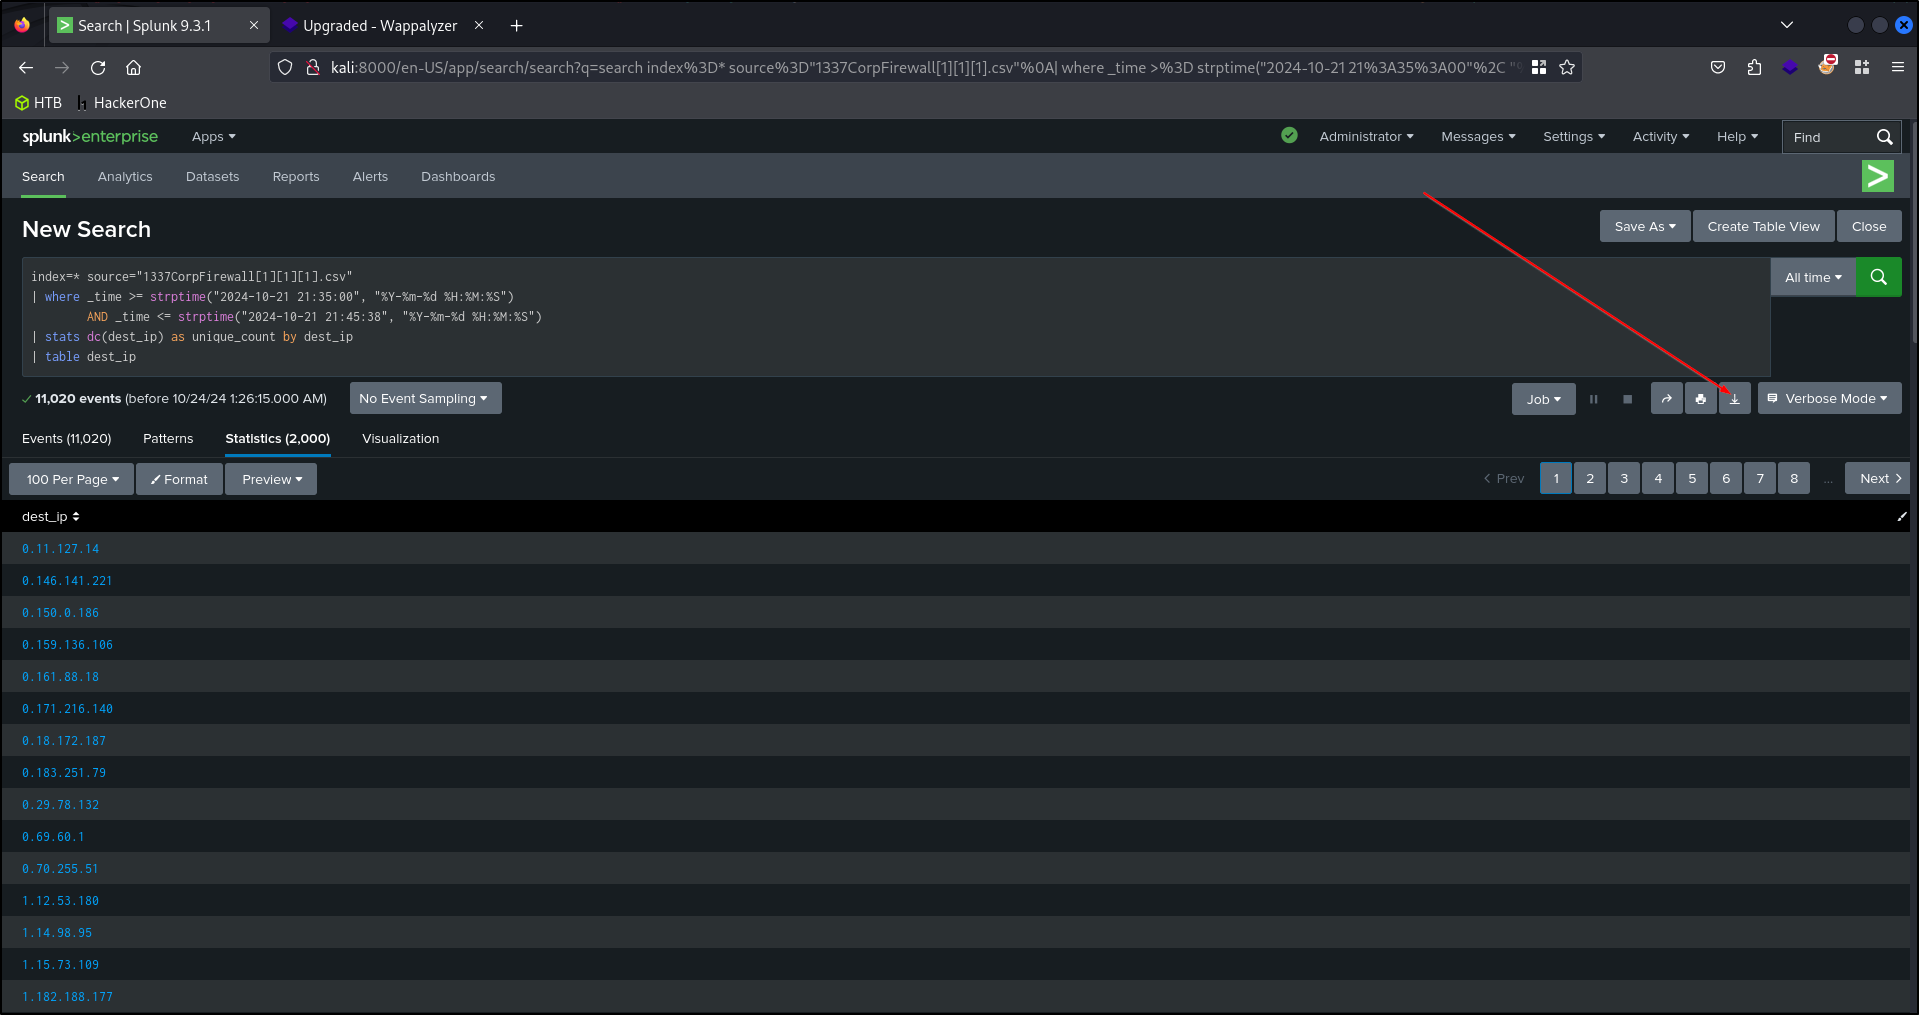 Search | Splunk 9.3.1
Upgraded - Wappalyzer
kali:8000/en-US/app/search/search?q=search index%3D* source%3D"1337CorpFirewall[1][1][1].csv"%0A| where _time >%3D strptime("2024-10-21 21%3A35%3A00"%2C "%
HTB
HackerOne
splunk>enterprise
Apps
Administrator
Messages
Settings
Activity
Help
Find
Search
Analytics
Datasets
Reports
Alerts
Dashboards
New Search
Save As
Create Table View
Close
index=* source="1337CorpFirewall[1][1][1].csv"
| where _time >= strptime("2024-10-21 21:35:00", "%Y-%m-%d %H:%M:%S")
AND _time <= strptime("2024-10-21 21:45:38", "%Y-%m-%d %H:%M:%S")
| stats dc(dest_ip) as unique_count by dest_ip
| table dest_ip
All time
11,020 events (before 10/24/24 1:26:15.000 AM)
No Event Sampling
Job
Verbose Mode
Events (11,020)
Patterns
Statistics (2,000)
Visualization
100 Per Page
Format
Preview
< Prev
1
2
3
4
5
6
7
8
...
Next >
dest_ip
0.11.127.14
0.146.141.221
0.150.0.186
0.159.136.106
0.161.88.18
0.171.216.140
0.18.172.187
0.183.251.79
0.29.78.132
0.69.60.1
0.70.255.51
1.12.53.180
1.14.98.95
1.15.73.109
1.182.188.177